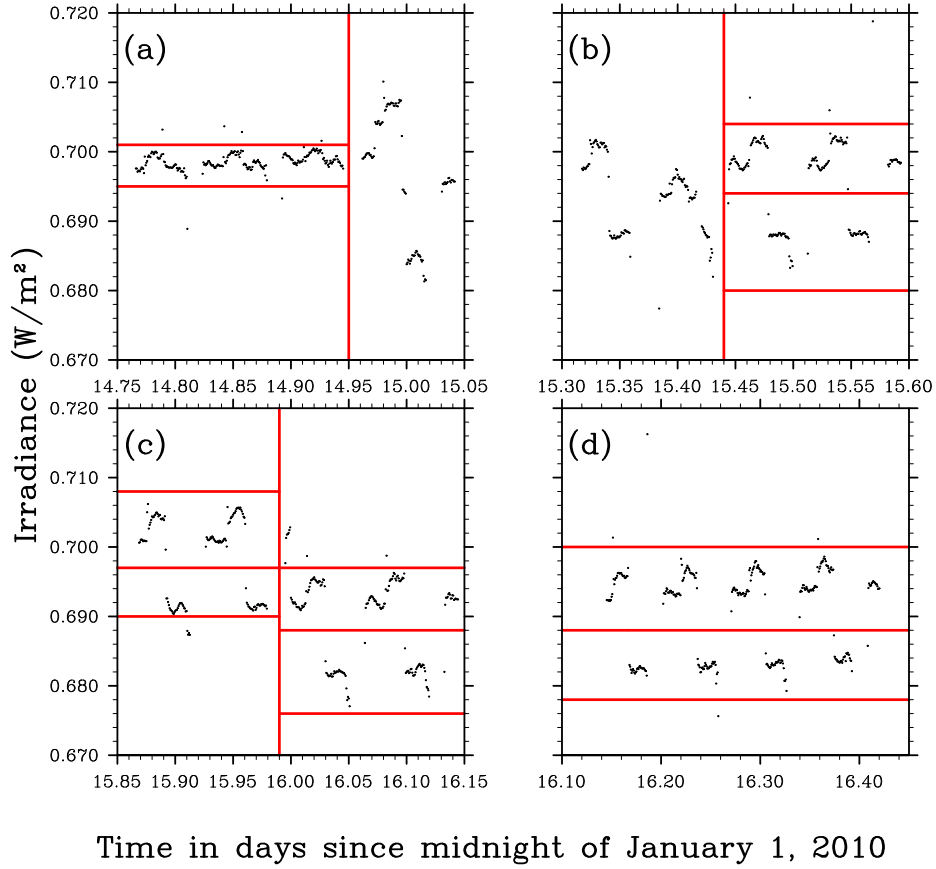 0.720
0.710
0.700
0.690
0.680
0.670
(a)
14.75 14.80 14.85 14.90 14.95 15.00 15.05
(b)
15.30 15.35 15.40 15.45 15.50 15.55 15.60
0.720
0.710
0.700
0.690
0.680
0.670
(c)
15.85 15.90 15.95 16.00 16.05 16.10 16.15
(d)
16.10 16.20 16.30 16.40
Irradiance (W/m²)
Time in days since midnight of January 1, 2010